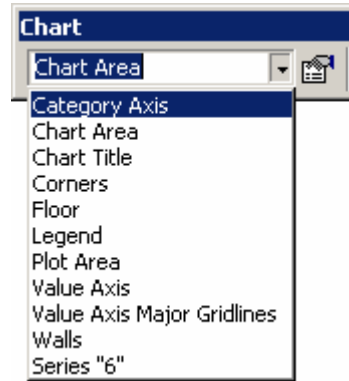 Chart
Chart Area
Category Axis
Chart Area
Chart Title
Corners
Floor
Legend
Plot Area
Value Axis
Value Axis Major Gridlines
Walls
Series "6"